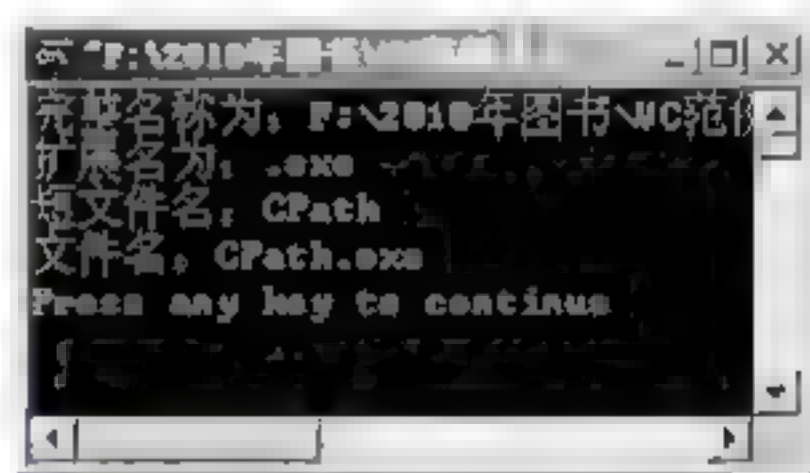 "F:\2010年图书
完整名称为：F:\2010年图书\VC范例
扩展名为：.exe
短文件名：CPath
文件名：CPath.exe
Press any key to continue